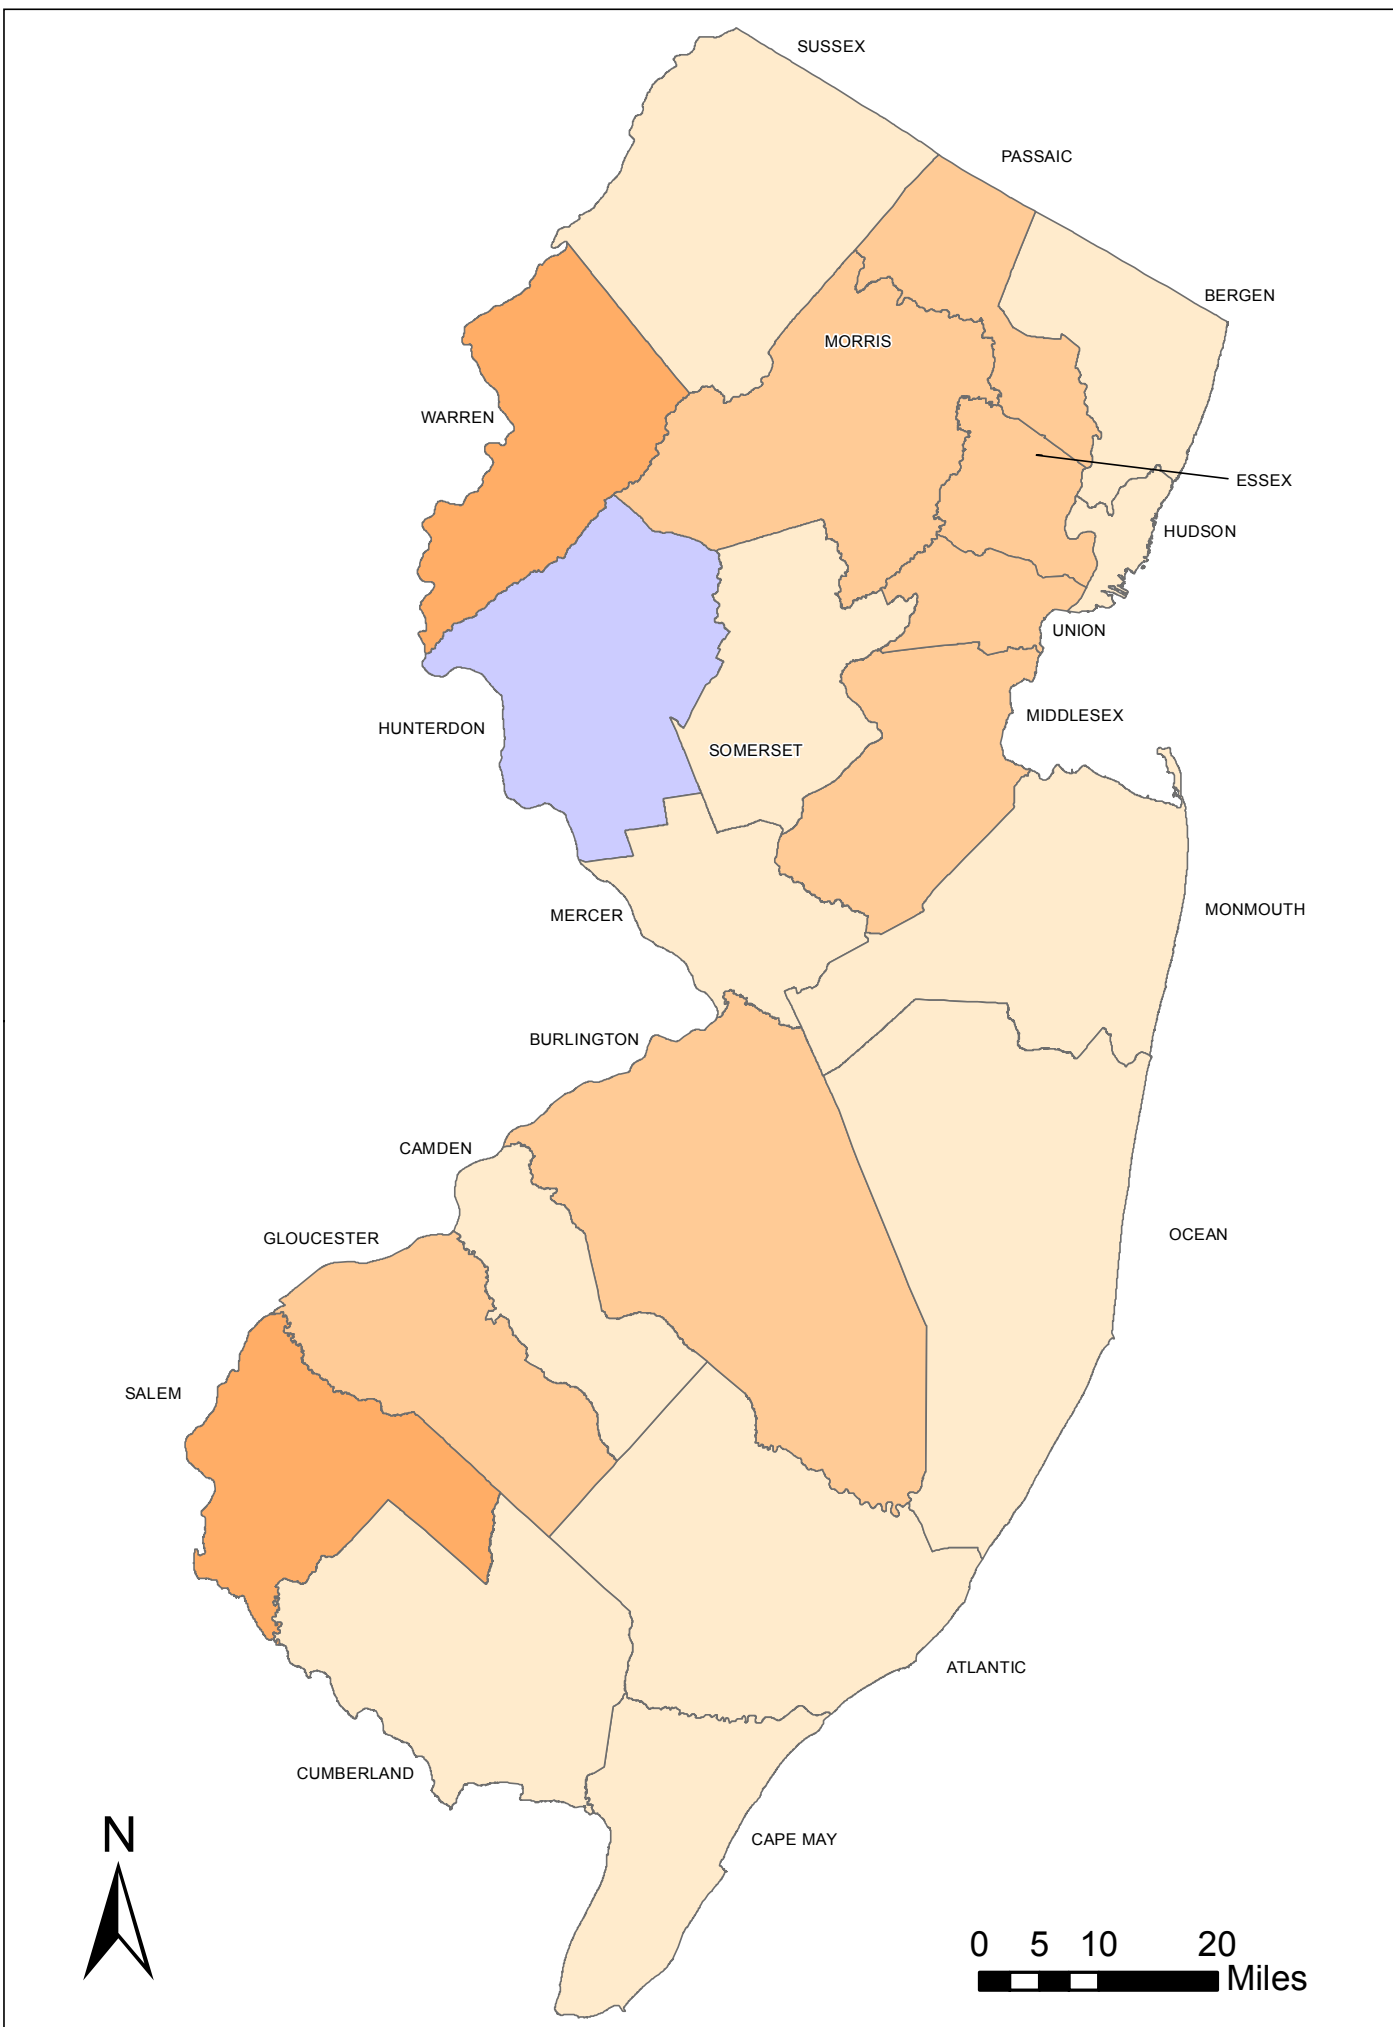 SUSSEX
PASSAIC
BERGEN
MORRIS
WARREN
ESSEX
HUDSON
UNION
MIDDLESEX
HUNTERDON
SOMERSET
MONMOUTH
MERCER
BURLINGTON
CAMDEN
OCEAN
GLOUCESTER
SALEM
ATLANTIC
CUMBERLAND
CAPE MAY
N
0 5 10 20
Miles